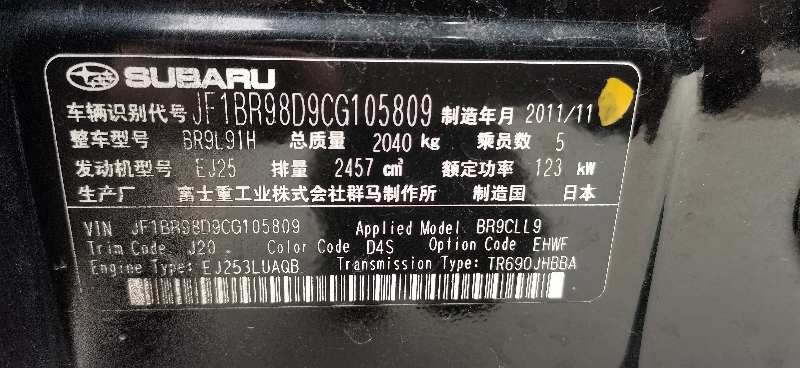 SUBARU
车辆识别代号 JF1BR98D9CG105809 制造年月 2011/11
整车型号 BR9L91H 总质量 2040 kg 乘员数 5
发动机型号 EJ25 排量 2457 cm³ 额定功率 123 kW
生产厂 富士重工业株式会社群马制作所 制造国 日本
VIN JF1BR98D9CG105809 Applied Model BR9CLL9
Trim Code J20 Color Code D4S Option Code EHWF
Engine Type: EJ253LUAQB Transmission Type: TR690JHBBA